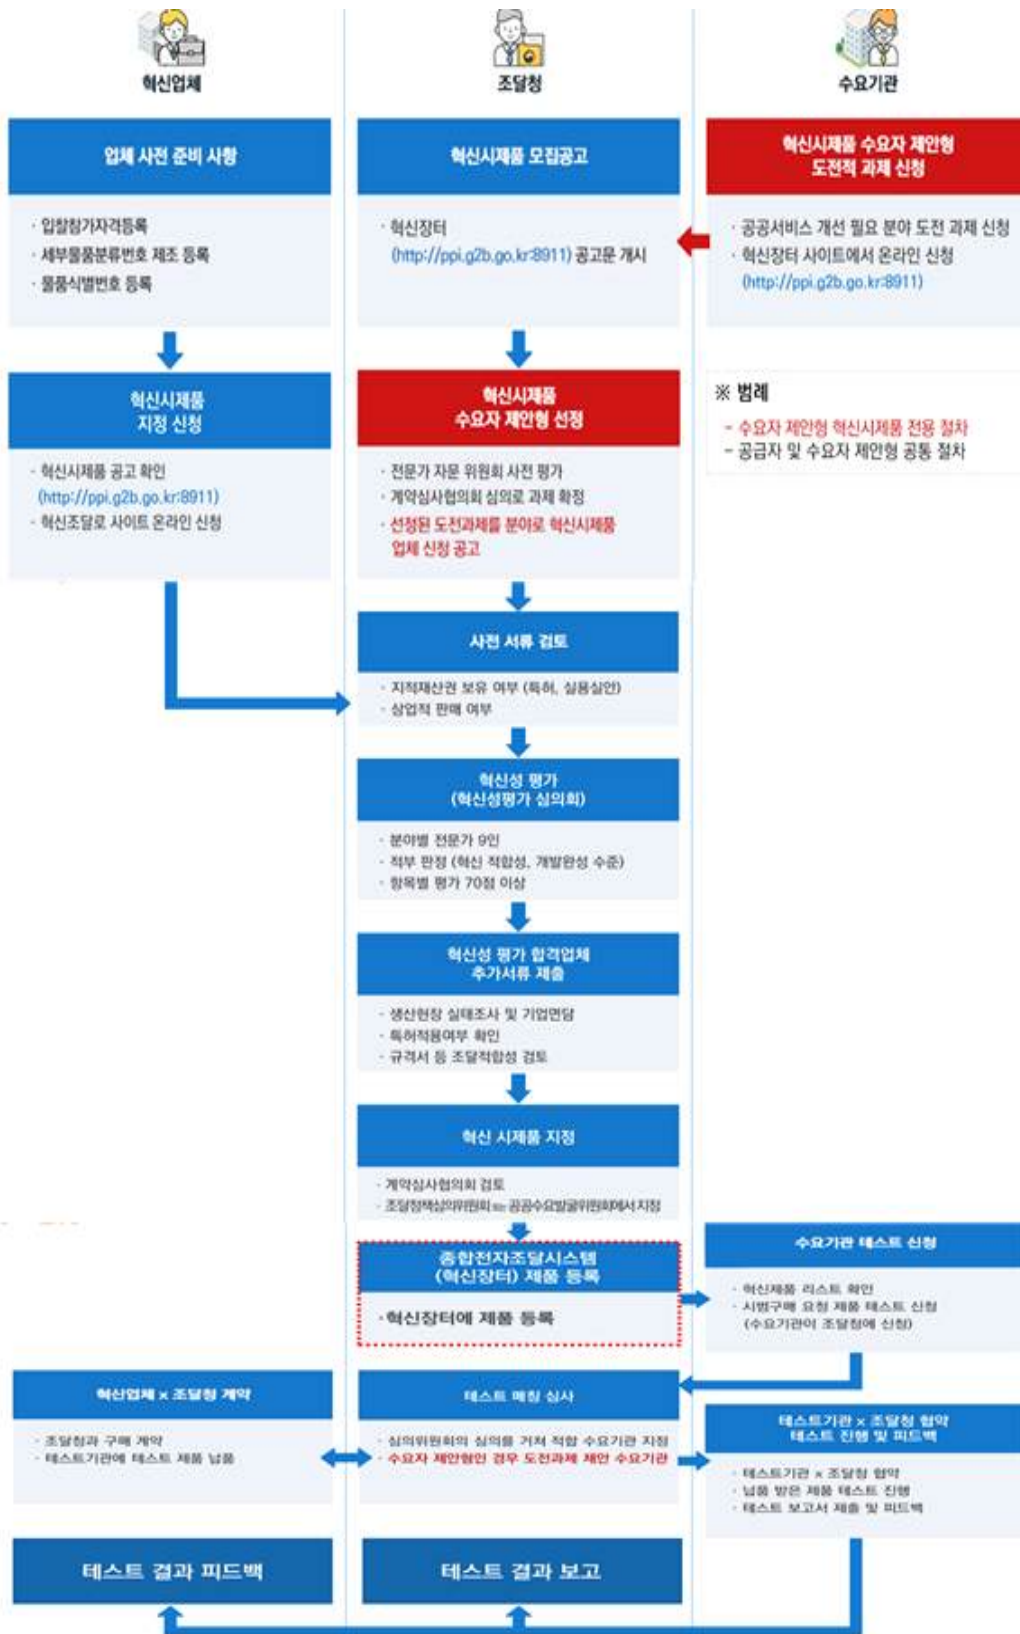 혁신업체
조달청
수요기관
업체 사전 준비 사항
· 입찰참가자격등록
· 세부물품분류번호 제조 등록
· 물품식별번호 등록
혁신시제품 모집공고
· 혁신장터
(http://ppi.g2b.go.kr:8911) 공고문 개시
혁신시제품 수요자 제안형
도전적 과제 신청
· 공공서비스 개선 필요 분야 도전 과제 신청
· 혁신장터 사이트에서 온라인 신청
(http://ppi.g2b.go.kr:8911)
혁신시제품
지정 신청
· 혁신시제품 공고 확인
(http://ppi.g2b.go.kr:8911)
· 혁신조달로 사이트 온라인 신청
혁신시제품
수요자 제안형 선정
· 전문가 자문 위원회 사전 평가
· 계약심사협의회 심의로 과제 확정
· 선정된 도전과제를 분야로 혁신시제품
업체 신청 공고
※ 범례
- 수요자 제안형 혁신시제품 전용 절차
- 공급자 및 수요자 제안형 공통 절차
사전 서류 검토
· 지적재산권 보유 여부 (특허, 실용실안)
· 상업적 판매 여부
혁신성 평가
(혁신성평가 심의회)
· 분야별 전문가 9인
· 적부 판정 (혁신 적합성, 개발완성 수준)
· 항목별 평가 70점 이상
혁신성 평가 합격업체
추가서류 제출
· 생산현장 실태조사 및 기업면담
· 특허적용여부 확인
· 규격서 등 조달적합성 검토
혁신 시제품 지정
· 계약심사협의회 검토
· 조달정책심의위원회 또는 공공수요발굴위원회에서 지정
종합전자조달시스템
(혁신장터) 제품 등록
·혁신장터에 제품 등록
수요기관 테스트 신청
· 혁신제품 리스트 확인
· 시범구매 요청 제품 테스트 신청
(수요기관이 조달청에 신청)
혁신업체 x 조달청 계약
· 조달청과 구매 계약
· 테스트기관에 테스트 제품 납품
테스트 매칭 심사
· 심의위원회의 심의를 거쳐 적합 수요기관 지정
· 수요자 제안형인 경우 도전과제 제안 수요기관
테스트기관 x 조달청 협약
테스트 진행 및 피드백
· 테스트기관 x 조달청 협약
· 납품 받은 제품 테스트 진행
· 테스트 보고서 제출 및 피드백
테스트 결과 피드백
테스트 결과 보고